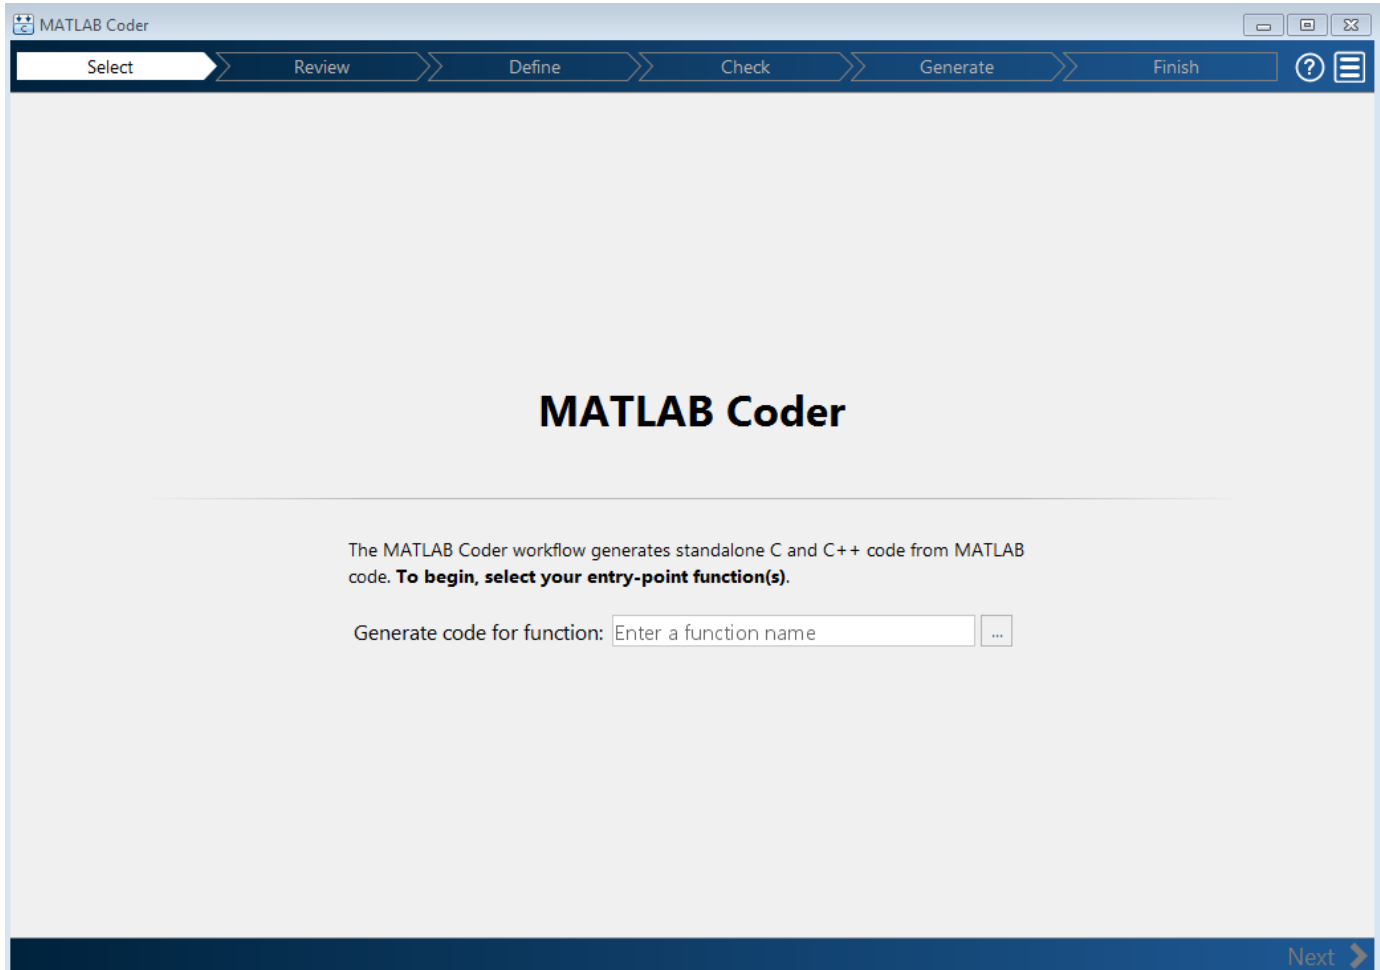 MATLAB Coder
Select Review Define Check Generate Finish ?
MATLAB Coder
The MATLAB Coder workflow generates standalone C and C++ code from MATLAB
code. To begin, select your entry-point function(s).
Generate code for function: Enter a function name ...
Next